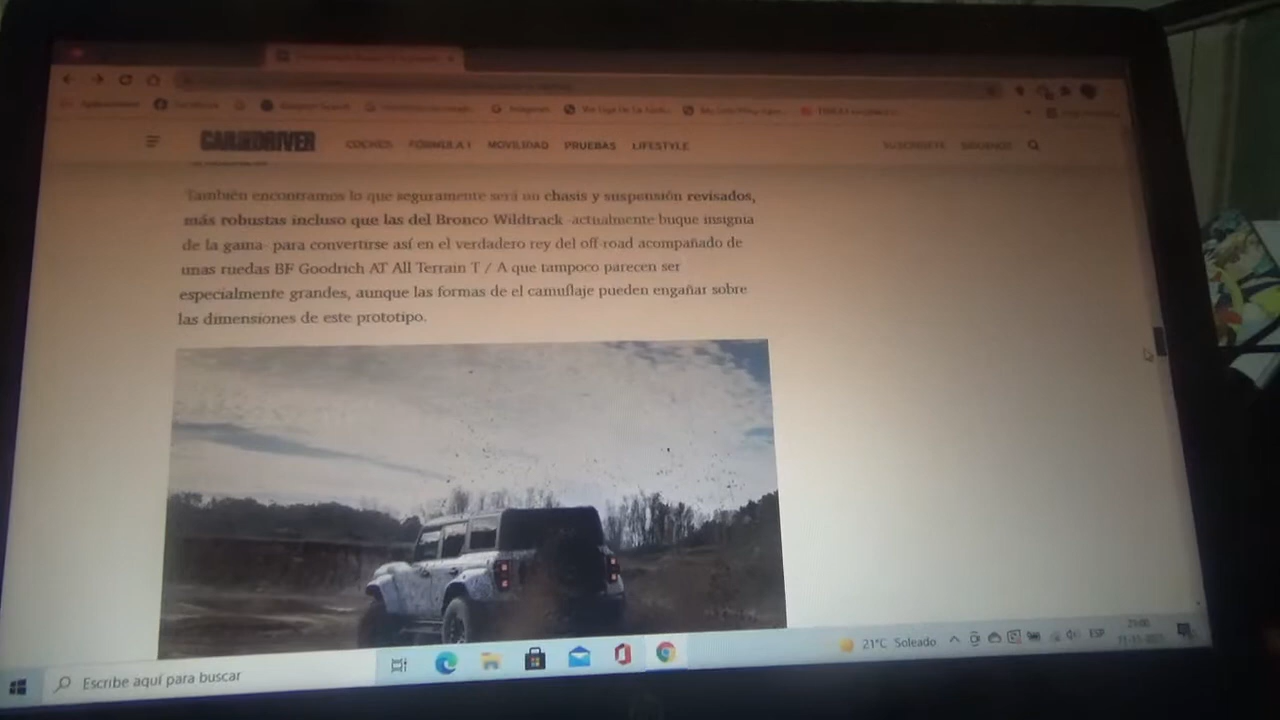 CAR AND DRIVER
COCHES FÓRMULA 1 MOVILIDAD PRUEBAS LIFESTYLE SUSCRÍBETE SÍGUENOS
También encontramos lo que seguramente será un chasis y suspensión revisados,
más robustas incluso que las del Bronco Wildtrack -actualmente buque insignia
de la gama- para convertirse así en el verdadero rey del off-road acompañado de
unas ruedas BF Goodrich AT All Terrain T / A que tampoco parecen ser
especialmente grandes, aunque las formas de el camuflaje pueden engañar sobre
las dimensiones de este prototipo.
21°C Soleado ESP
Escribe aquí para buscar